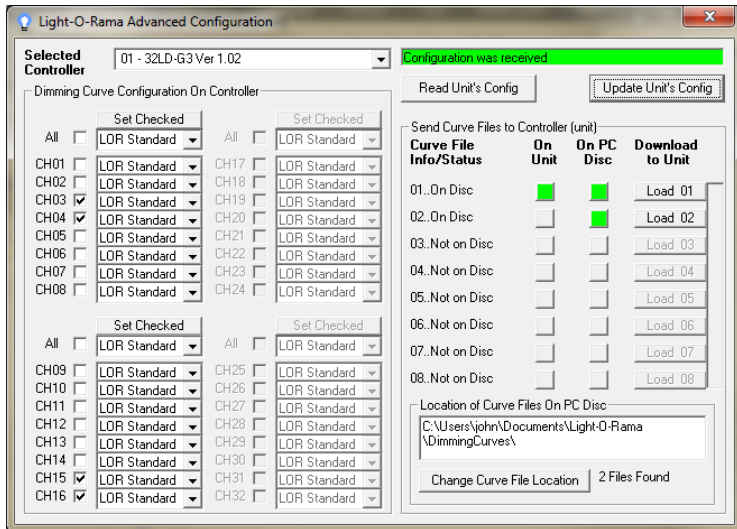 Light-O-Rama Advanced Configuration
Selected Controller
01 - 32LD-G3 Ver 1.02
Configuration was received
Read Unit's Config
Update Unit's Config
Dimming Curve Configuration On Controller
Set Checked
Set Checked
All LOR Standard All LOR Standard
CH01 LOR Standard CH17 LOR Standard
CH02 LOR Standard CH18 LOR Standard
CH03 LOR Standard CH19 LOR Standard
CH04 LOR Standard CH20 LOR Standard
CH05 LOR Standard CH21 LOR Standard
CH06 LOR Standard CH22 LOR Standard
CH07 LOR Standard CH23 LOR Standard
CH08 LOR Standard CH24 LOR Standard
Set Checked
Set Checked
All LOR Standard All LOR Standard
CH09 LOR Standard CH25 LOR Standard
CH10 LOR Standard CH26 LOR Standard
CH11 LOR Standard CH27 LOR Standard
CH12 LOR Standard CH28 LOR Standard
CH13 LOR Standard CH29 LOR Standard
CH14 LOR Standard CH30 LOR Standard
CH15 LOR Standard CH31 LOR Standard
CH16 LOR Standard CH32 LOR Standard
Send Curve Files to Controller (unit)
Curve File On On PC Download
Info/Status Unit Disc to Unit
01..On Disc Load 01
02..On Disc Load 02
03..Not on Disc Load 03
04..Not on Disc Load 04
05..Not on Disc Load 05
06..Not on Disc Load 06
07..Not on Disc Load 07
08..Not on Disc Load 08
Location of Curve Files On PC Disc
C:\Users\john\Documents\Light-O-Rama
\DimmingCurves\
Change Curve File Location 2 Files Found